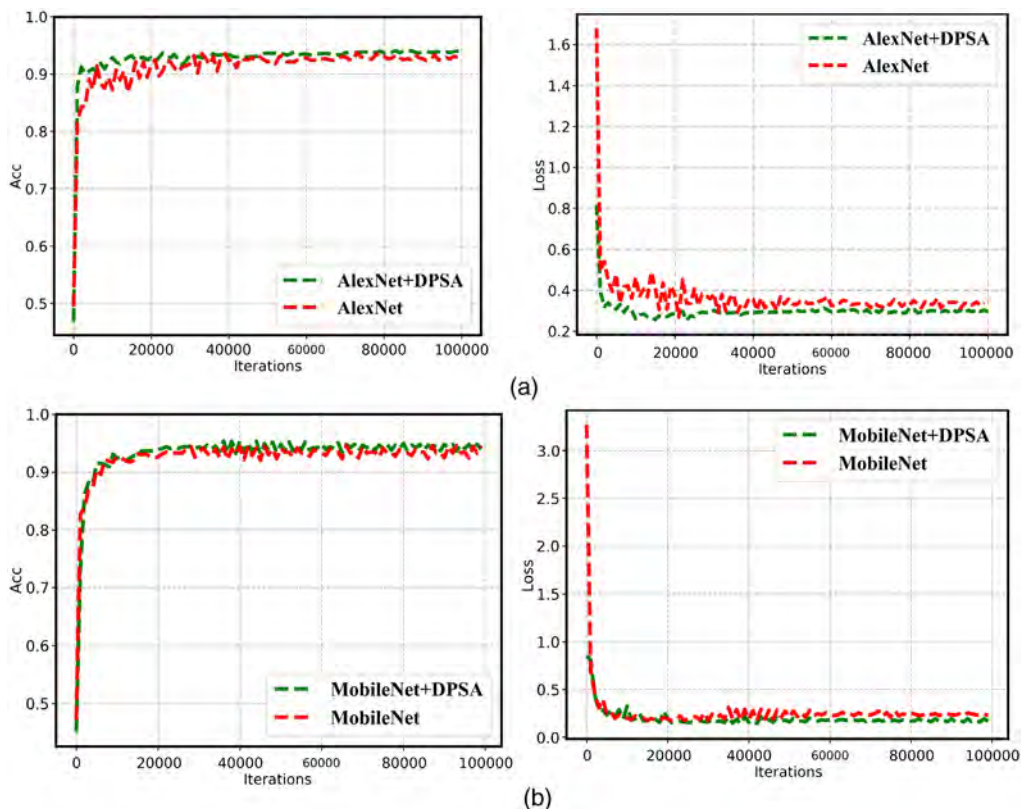 1.0
0.9
0.8
0.7
0.6
0.5
Acc
0 20000 40000 60000 80000 100000
Iterations
AlexNet+DPSA
AlexNet
1.6
1.4
1.2
1.0
0.8
0.6
0.4
0.2
Loss
0 20000 40000 60000 80000 100000
Iterations
AlexNet+DPSA
AlexNet
(a)
1.0
0.9
0.8
0.7
0.6
0.5
Acc
0 20000 40000 60000 80000 100000
Iterations
MobileNet+DPSA
MobileNet
3.0
2.5
2.0
1.5
1.0
0.5
0.0
Loss
0 20000 40000 60000 80000 100000
Iterations
MobileNet+DPSA
MobileNet
(b)